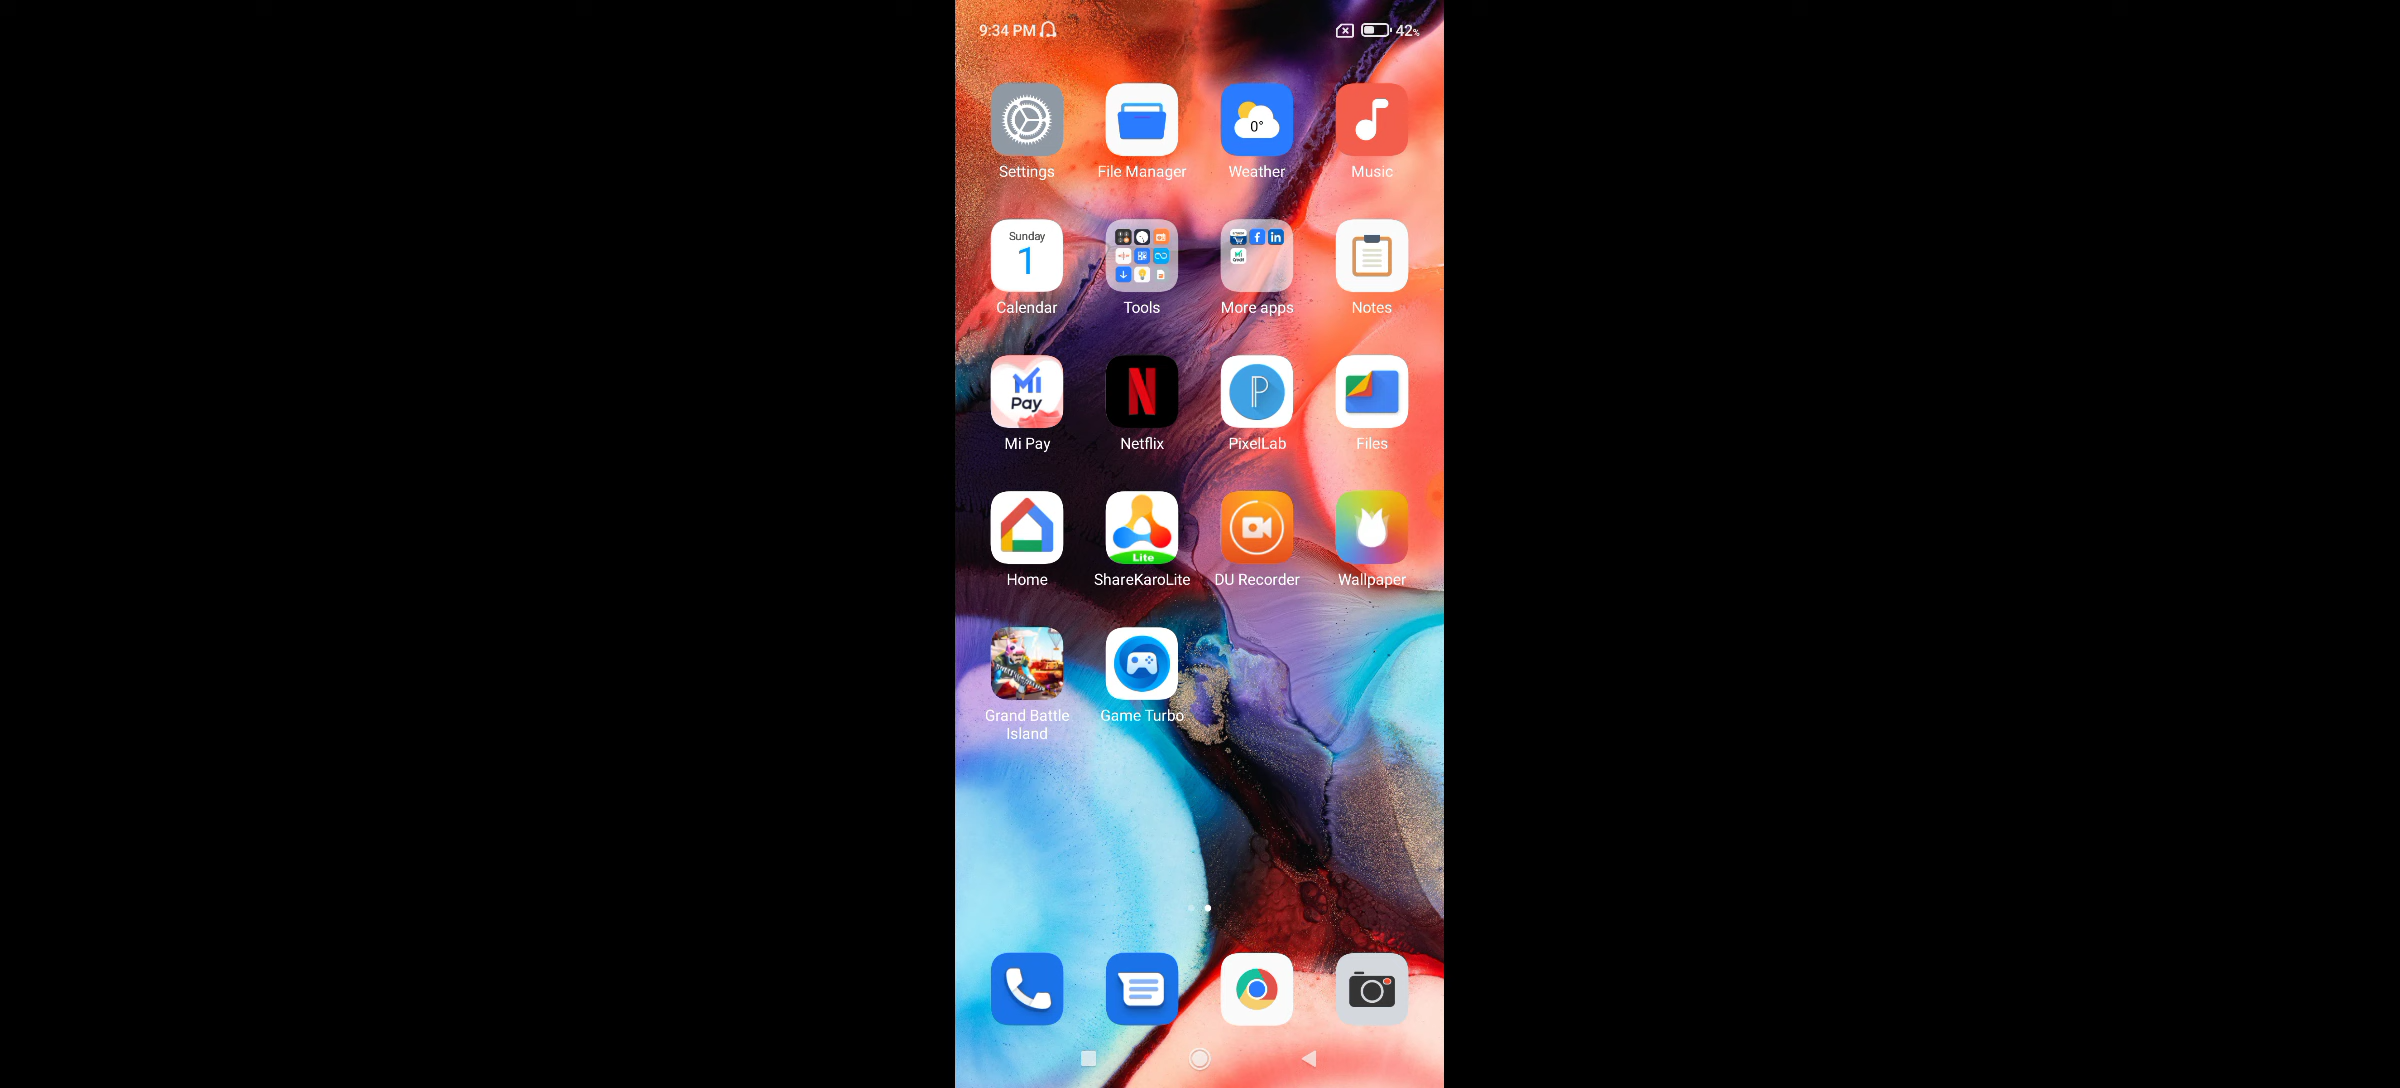 9:34 PM 42%
0°
Settings File Manager Weather Music
Sunday
1
Calendar Tools More apps Notes
Mi
Pay
Mi Pay Netflix PixelLab Files
Lite
Home ShareKaroLite DU Recorder Wallpaper
Grand Battle Game Turbo
Island